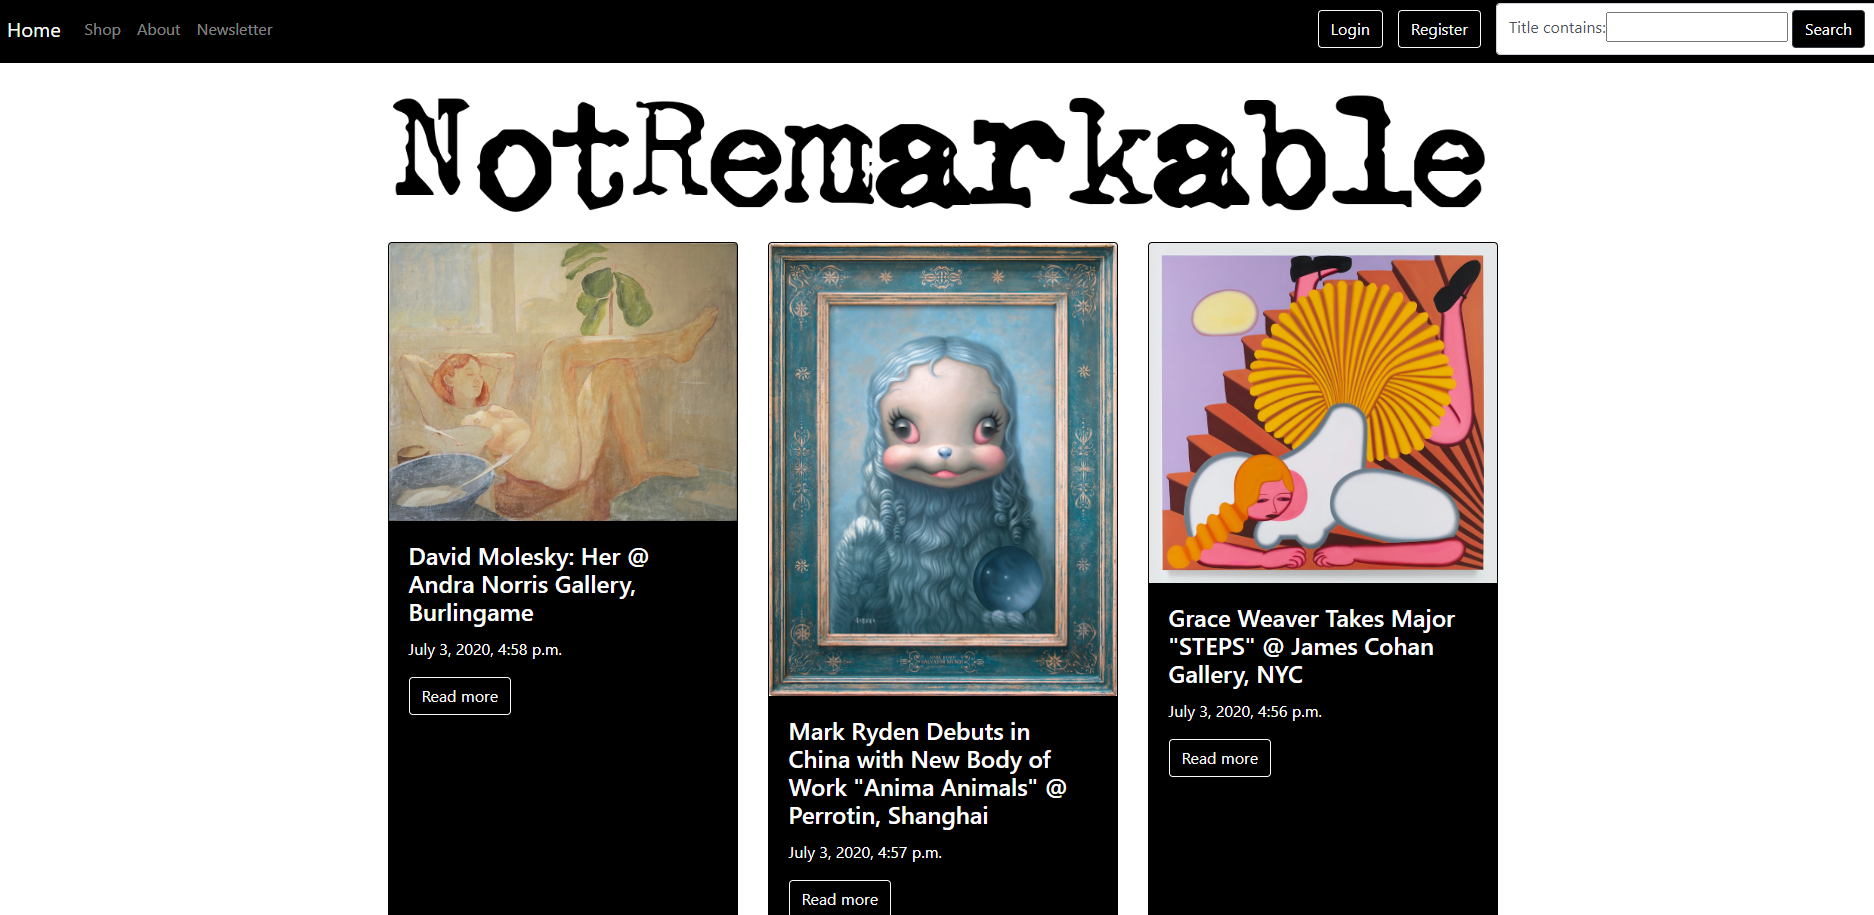 Home Shop About Newsletter Login Register Title contains: Search
NotRemarkable
David Molesky: Her @
Andra Norris Gallery,
Burlingame
July 3, 2020, 4:58 p.m.
Read more
Mark Ryden Debuts in
China with New Body of
Work "Anima Animals" @
Perrotin, Shanghai
July 3, 2020, 4:57 p.m.
Read more
Grace Weaver Takes Major
"STEPS" @ James Cohan
Gallery, NYC
July 3, 2020, 4:56 p.m.
Read more